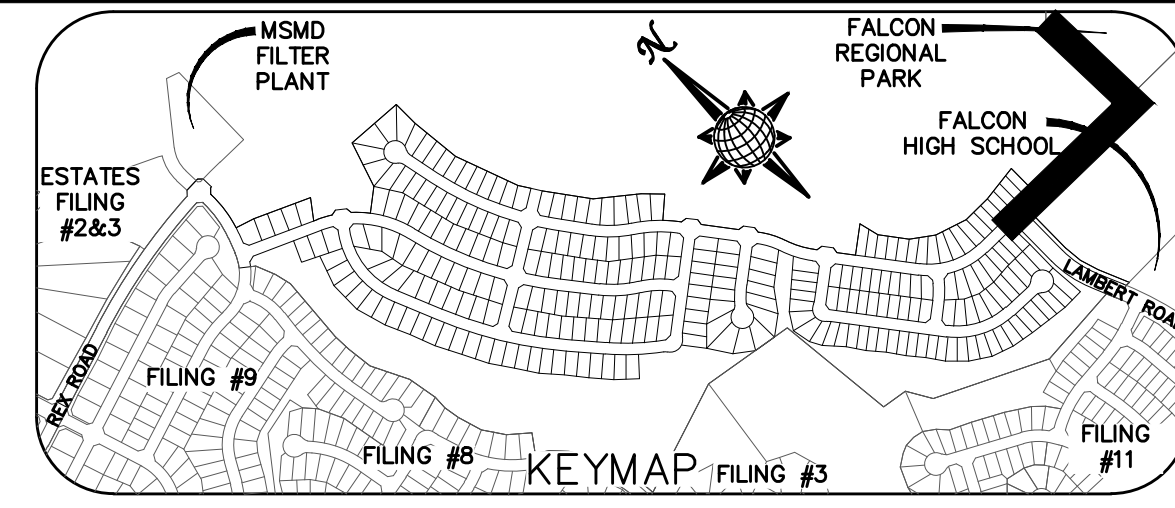 MSMD
FILTER
PLANT
N
FALCON
REGIONAL
PARK
FALCON
HIGH SCHOOL
ESTATES
FILING
#2&3
LAMBERT ROA
REX ROAD
FILING #9
FILING #8
KEYMAP
FILING #3
FILING
#11